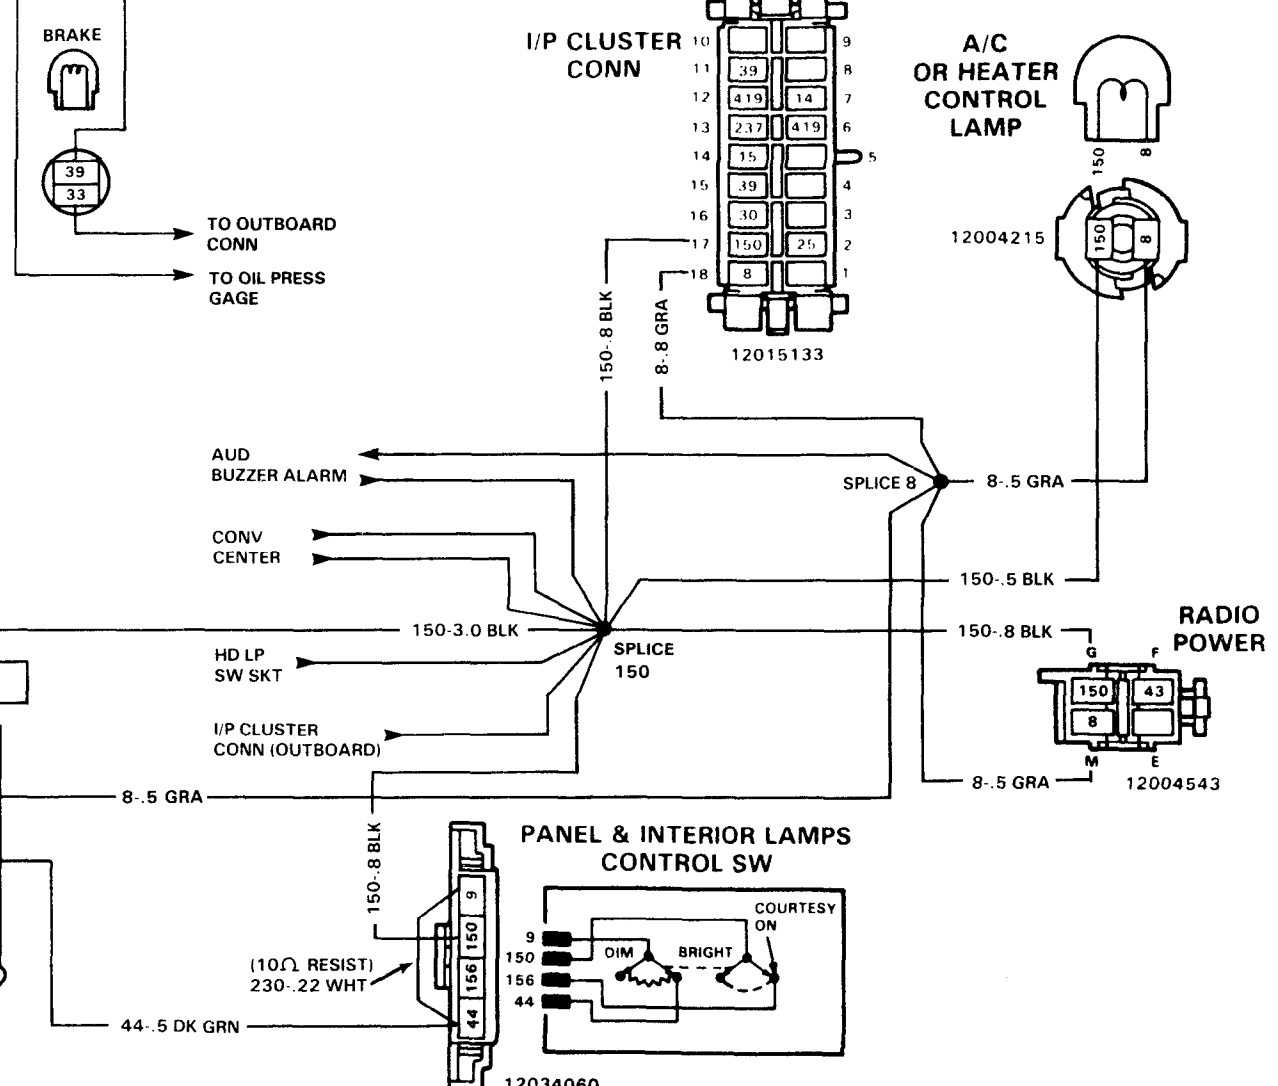 BRAKE
39
33
TO OUTBOARD
CONN
TO OIL PRESS
GAGE
I/P CLUSTER
CONN
10 9
11 39 8
12 419 14 7
13 237 419 6
14 15 5
15 39 4
16 30 3
17 150 25 2
18 8 1
12015133
150-.8 BLK
8-.8 GRA
A/C
OR HEATER
CONTROL
LAMP
150 8
12004215
150 8
AUD
BUZZER ALARM
SPLICE 8
8-.5 GRA
CONV
CENTER
150-.5 BLK
150-3.0 BLK
150-.8 BLK
SPLICE
150
HD LP
SW SKT
RADIO
POWER
G F
150 43
8
M E
12004543
8-.5 GRA
I/P CLUSTER
CONN (OUTBOARD)
8-.5 GRA
150-.8 BLK
PANEL & INTERIOR LAMPS
CONTROL SW
9
150
156
44
(10Ω RESIST)
230-.22 WHT
44-.5 DK GRN
COURTESY
ON
DIM BRIGHT
9
150
156
44
12034060